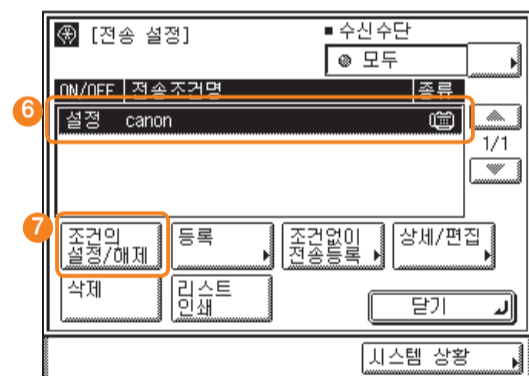 [전송 설정]
■ 수신수단
모두
ON/OFF 전송조건명 종류
6
설정 canon
1/1
7
조건의
설정/해제
등록
조건없이
전송등록
상세/편집
삭제
리스트
인쇄
닫기
시스템 상황